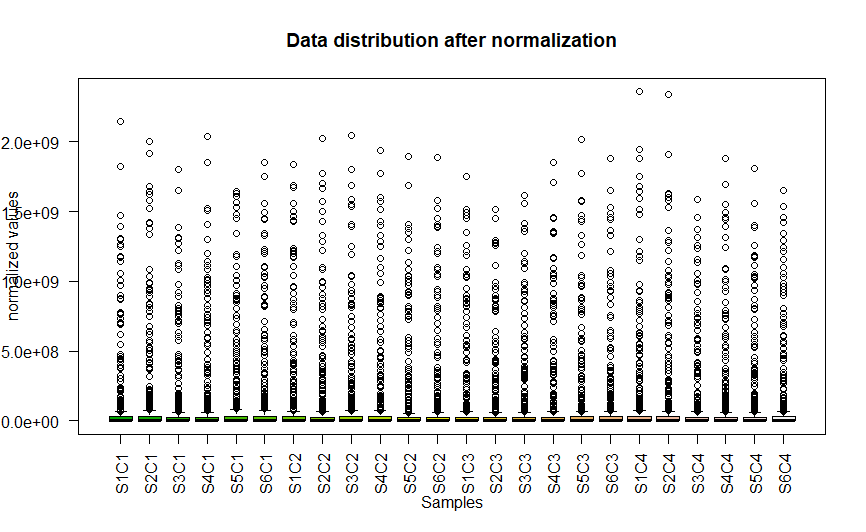 Data distribution after normalization
normalized values
2.0e+09
1.5e+09
1.0e+09
5.0e+08
0.0e+00
S1C1 S2C1 S3C1 S4C1 S5C1 S6C1 S1C2 S2C2 S3C2 S4C2 S5C2 S6C2 S1C3 S2C3 S3C3 S4C3 S5C3 S6C3 S1C4 S2C4 S3C4 S4C4 S5C4 S6C4
Samples